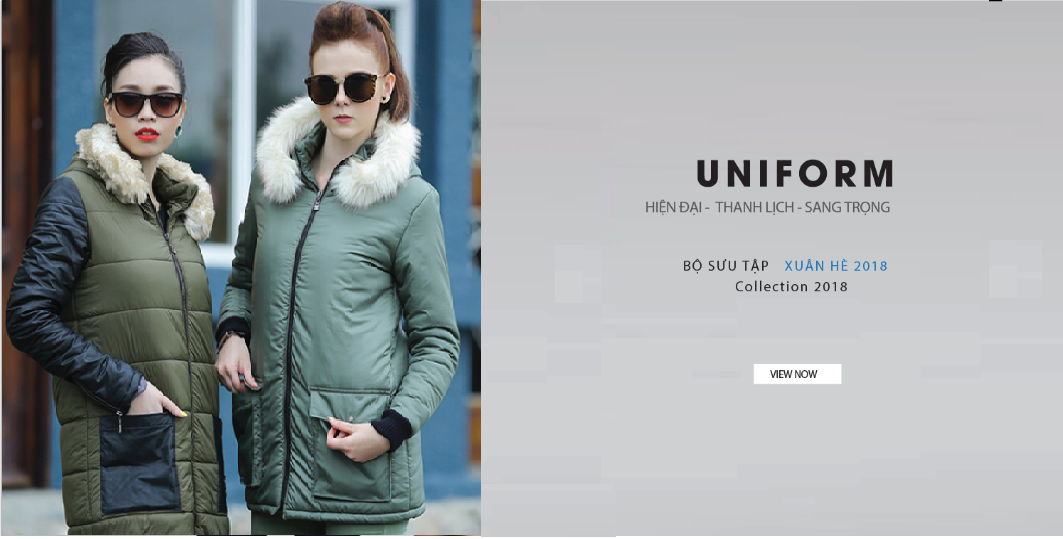 UNIFORM
HIỆN ĐẠI - THANH LỊCH - SANG TRỌNG
BỘ SƯU TẬP XUÂN HÈ 2018
Collection 2018
VIEW NOW